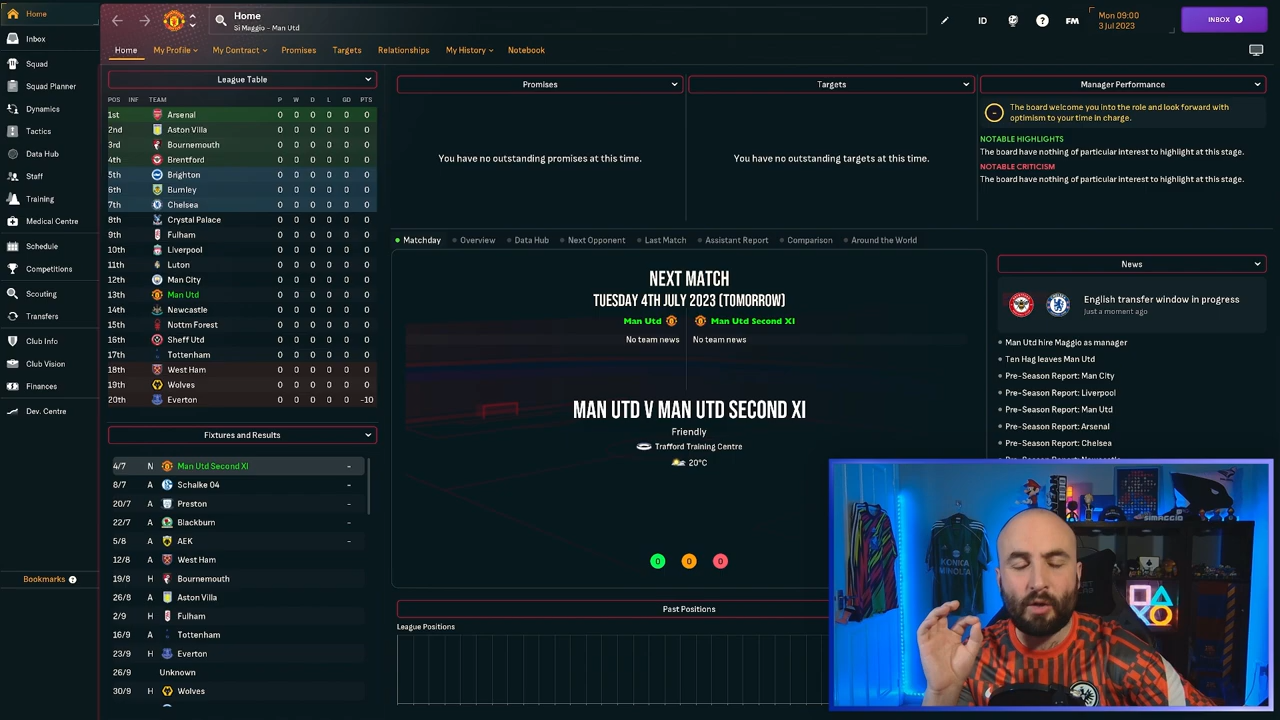 Home
Inbox
Squad
Squad Planner
Dynamics
Tactics
Data Hub
Staff
Training
Medical Centre
Schedule
Competitions
Scouting
Transfers
Club Info
Club Vision
Finances
Dev. Centre
Bookmarks ?
Home
Si Maggio - Man Utd
ID
?
FM
Mon 09:00
3 Jul 2023
INBOX
Home
My Profile
My Contract
Promises
Targets
Relationships
My History
Notebook
League Table
POS INF TEAM P W D L GD PTS
1st Arsenal 0 0 0 0 0 0
2nd Aston Villa 0 0 0 0 0 0
3rd Bournemouth 0 0 0 0 0 0
4th Brentford 0 0 0 0 0 0
5th Brighton 0 0 0 0 0 0
6th Burnley 0 0 0 0 0 0
7th Chelsea 0 0 0 0 0 0
8th Crystal Palace 0 0 0 0 0 0
9th Fulham 0 0 0 0 0 0
10th Liverpool 0 0 0 0 0 0
11th Luton 0 0 0 0 0 0
12th Man City 0 0 0 0 0 0
13th Man Utd 0 0 0 0 0 0
14th Newcastle 0 0 0 0 0 0
15th Nottm Forest 0 0 0 0 0 0
16th Sheff Utd 0 0 0 0 0 0
17th Tottenham 0 0 0 0 0 0
18th West Ham 0 0 0 0 0 0
19th Wolves 0 0 0 0 0 0
20th Everton 0 0 0 0 0 -10
Fixtures and Results
4/7 N Man Utd Second XI -
8/7 A Schalke 04 -
20/7 A Preston -
22/7 A Blackburn -
5/8 A AEK -
12/8 A West Ham
19/8 H Bournemouth
26/8 A Aston Villa
2/9 H Fulham
16/9 A Tottenham
23/9 H Everton
26/9 Unknown
30/9 H Wolves
Promises
You have no outstanding promises at this time.
Targets
You have no outstanding targets at this time.
Manager Performance
The board welcome you into the role and look forward with
optimism to your time in charge.
NOTABLE HIGHLIGHTS
The board have nothing of particular interest to highlight at this stage.
NOTABLE CRITICISM
The board have nothing of particular interest to highlight at this stage.
Matchday
Overview
Data Hub
Next Opponent
Last Match
Assistant Report
Comparison
Around the World
NEXT MATCH
TUESDAY 4TH JULY 2023 (TOMORROW)
Man Utd
Man Utd Second XI
No team news
No team news
MAN UTD V MAN UTD SECOND XI
Friendly
Trafford Training Centre
20°C
0 0 0
Past Positions
League Positions
News
English transfer window in progress
Just a moment ago
Man Utd hire Maggio as manager
Ten Hag leaves Man Utd
Pre-Season Report: Man City
Pre-Season Report: Liverpool
Pre-Season Report: Man Utd
Pre-Season Report: Arsenal
Pre-Season Report: Chelsea
SIMAGGIO
KONICA
MINOLTA